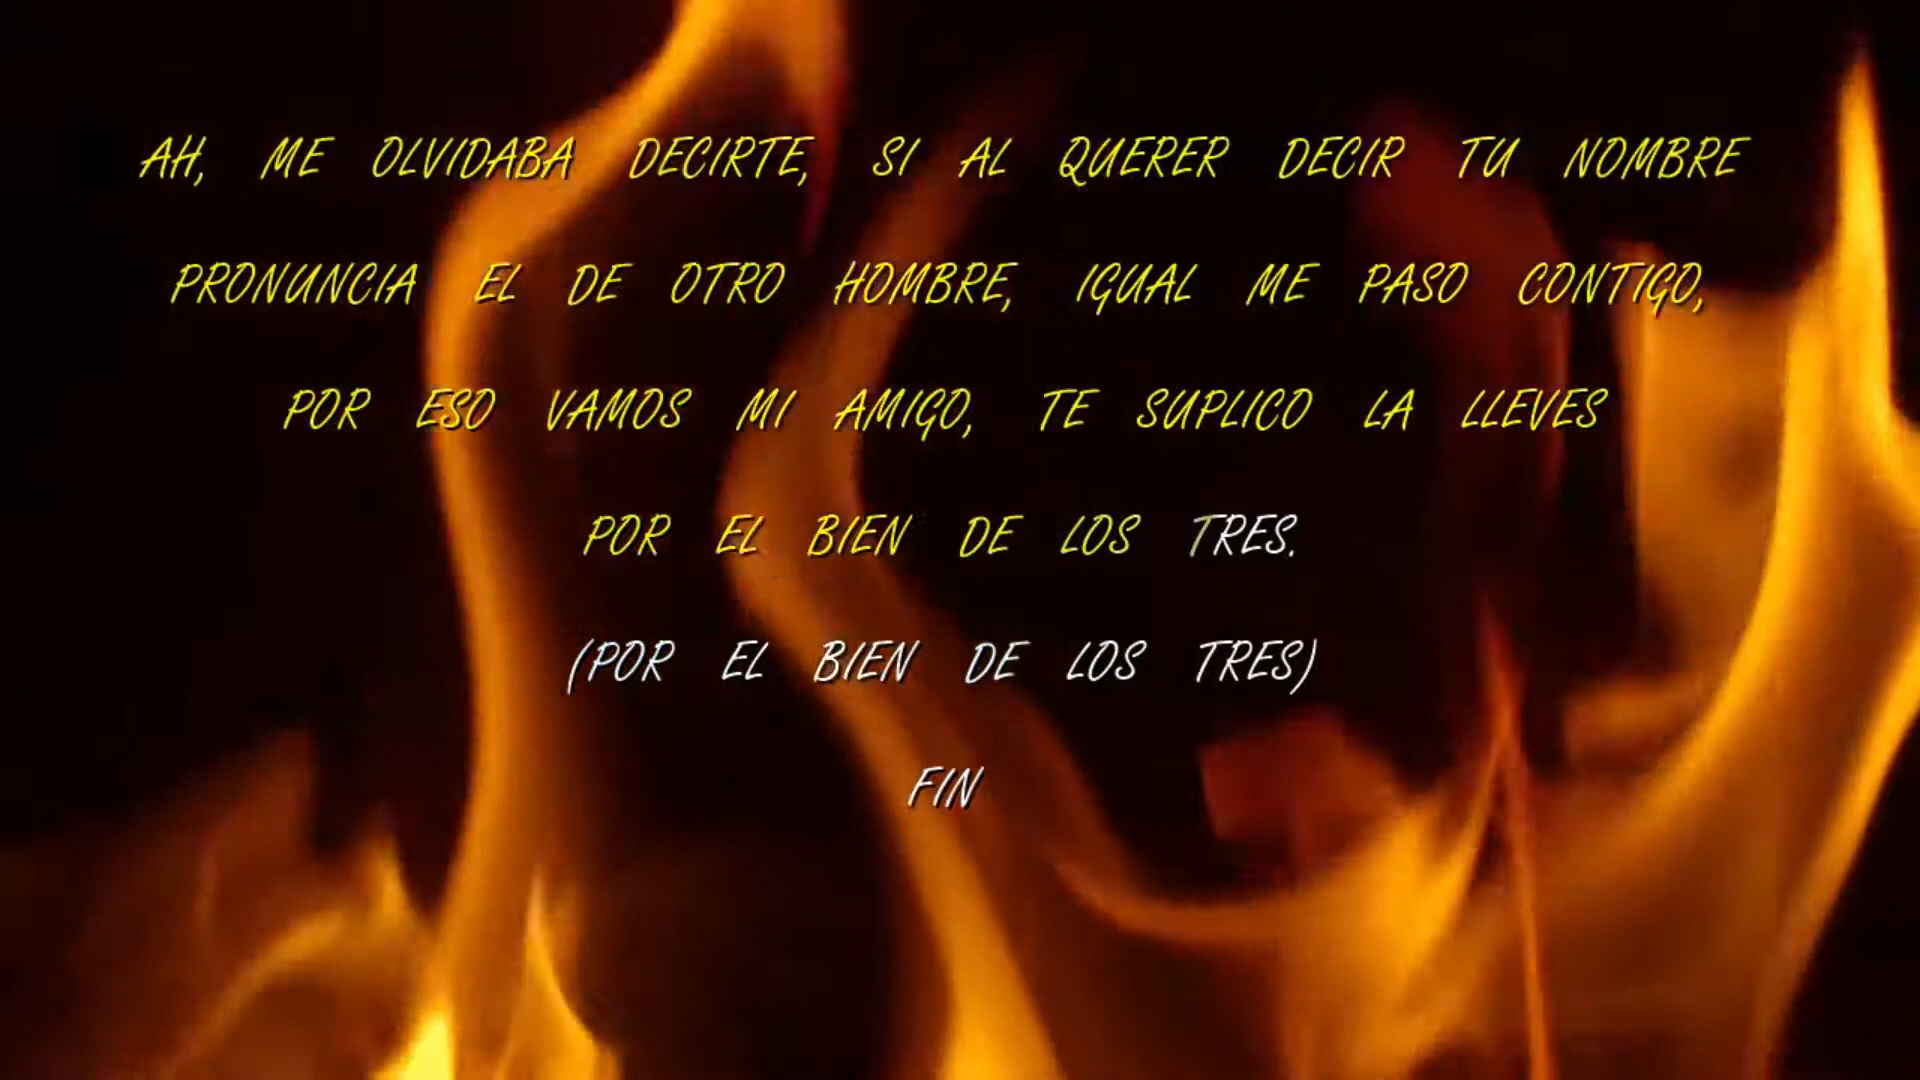 AH, ME OLVIDABA DECIRTE, SI AL QUERER DECIR TU NOMBRE
PRONUNCIA EL DE OTRO HOMBRE, IGUAL ME PASO CONTIGO,
POR ESO VAMOS MI AMIGO, TE SUPLICO LA LLEVES
POR EL BIEN DE LOS TRES.
(POR EL BIEN DE LOS TRES)
FIN